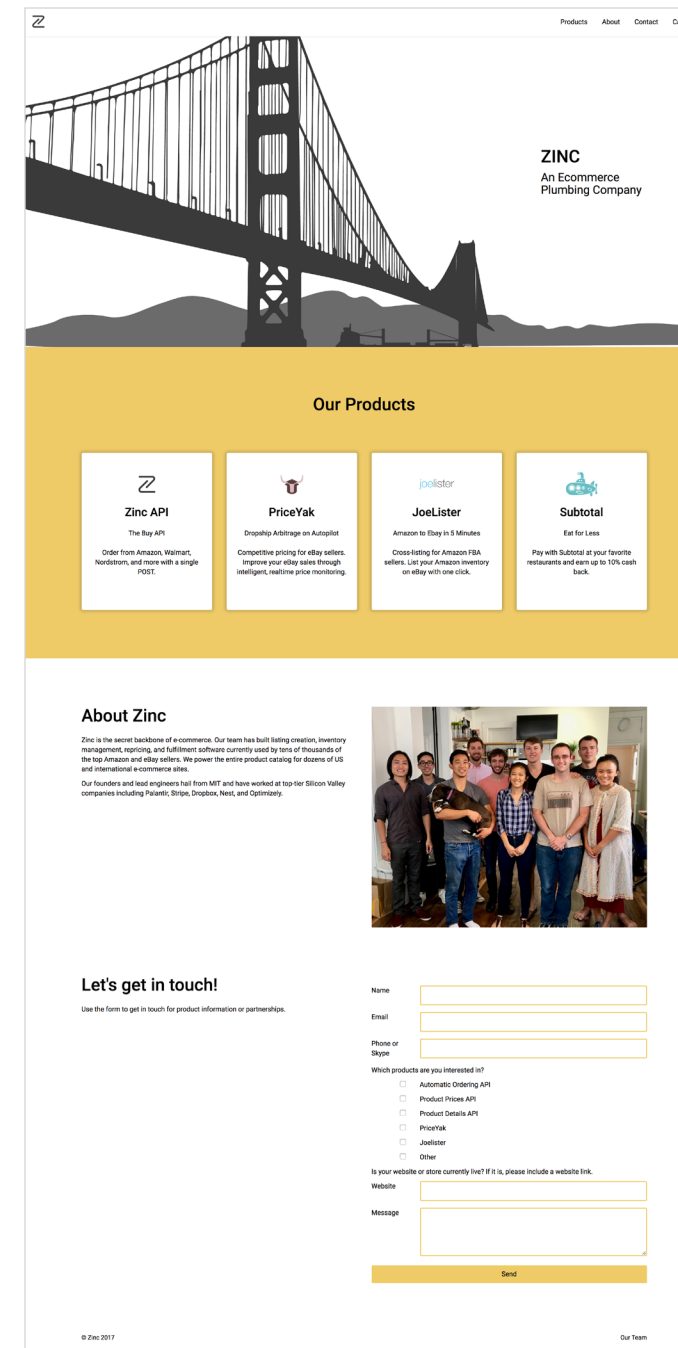 Products About Contact
ZINC
An Ecommerce
Plumbing Company
Our Products
joelister
Zinc API
The Buy API
Order from Amazon, Walmart,
Nordstrom, and more with a single
POST.
PriceYak
Dropship Arbitrage on Autopilot
Competitive pricing for eBay sellers.
Improve your eBay sales through
intelligent, realtime price monitoring.
JoeLister
Amazon to Ebay in 5 Minutes
Cross-listing for Amazon FBA
sellers. List your Amazon inventory
on eBay with one click.
Subtotal
Eat for Less
Pay with Subtotal at your favorite
restaurants and earn up to 10% cash
back.
About Zinc
Zinc is the secret backbone of e-commerce. Our team has built listing creation, inventory
management, repricing, and fulfillment software currently used by tens of thousands of
the top Amazon and eBay sellers. We power the entire product catalog for dozens of US
and international e-commerce sites.
Our founders and lead engineers hail from MIT and have worked at top-tier Silicon Valley
companies including Palantir, Stripe, Dropbox, Nest, and Optimizely.
Let's get in touch!
Use the form to get in touch for product information or partnerships.
Name
Email
Phone or
Skype
Which products are you interested in?
Automatic Ordering API
Product Prices API
Product Details API
PriceYak
Joelister
Other
Is your website or store currently live? If it is, please include a website link.
Website
Message
Send
© Zinc 2017
Our Team